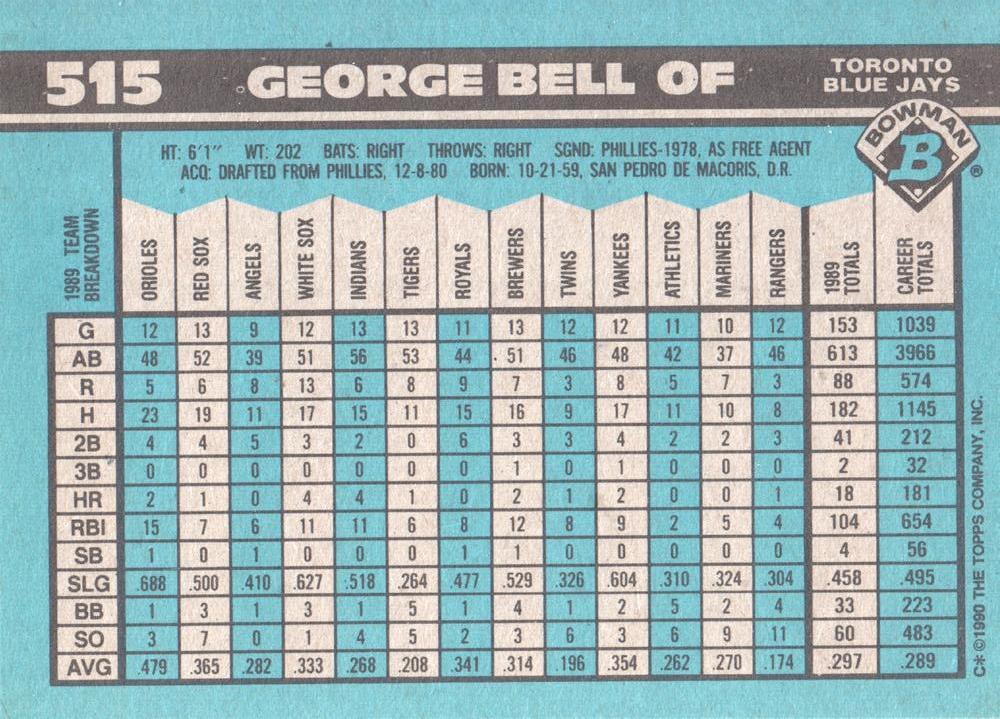 515 GEORGE BELL OF TORONTO
BLUE JAYS
BOWMAN
B
®
HT: 6'1" WT: 202 BATS: RIGHT THROWS: RIGHT SGND: PHILLIES-1978, AS FREE AGENT
ACQ: DRAFTED FROM PHILLIES, 12-8-80 BORN: 10-21-59, SAN PEDRO DE MACORIS, D.R.
1989 TEAM BREAKDOWN ORIOLES RED SOX ANGELS WHITE SOX INDIANS TIGERS ROYALS BREWERS TWINS YANKEES ATHLETICS MARINERS RANGERS 1989 TOTALS CAREER TOTALS
G 12 13 9 12 13 13 11 13 12 12 11 10 12 153 1039
AB 48 52 39 51 56 53 44 51 46 48 42 37 46 613 3966
R 5 6 8 13 6 8 9 7 3 8 5 7 3 88 574
H 23 19 11 17 15 11 15 16 9 17 11 10 8 182 1145
2B 4 4 5 3 2 0 6 3 3 4 2 2 3 41 212
3B 0 0 0 0 0 0 0 1 0 1 0 0 0 2 32
HR 2 1 0 4 4 1 0 2 1 2 0 0 1 18 181
RBI 15 7 6 11 11 6 8 12 8 9 2 5 4 104 654
SB 1 0 1 0 0 0 1 1 0 0 0 0 0 4 56
SLG .688 .500 .410 .627 .518 .264 .477 .529 .326 .604 .310 .324 .304 .458 .495
BB 1 3 1 3 1 5 1 4 1 2 5 2 4 33 223
SO 3 7 0 1 4 5 2 3 6 3 6 9 11 60 483
AVG .479 .365 .282 .333 .268 .208 .341 .314 .196 .354 .262 .270 .174 .297 .289
C* ©1990 THE TOPPS COMPANY, INC.